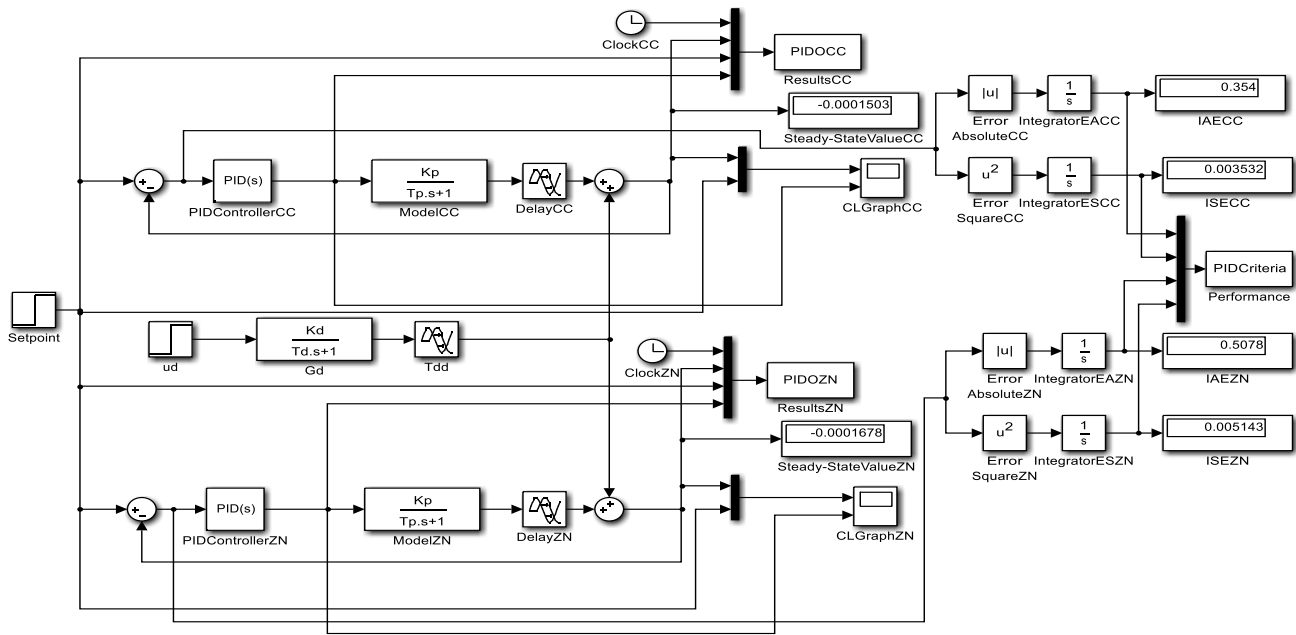 ClockCC
PIDOCC
ResultsCC
-0.0001503
Steady-StateValueCC
|u|
1
s
0.354
Error
AbsoluteCC
IntegratorEACC
IAECC
+
-
PID(s)
PIDControllerCC
Kp
Tp.s+1
ModelCC
DelayCC
+
+
CLGraphCC
u2
1
s
0.003532
Error
SquareCC
IntegratorESCC
ISECC
PIDCriteria
Performance
Setpoint
ud
Kd
Td.s+1
Gd
Tdd
ClockZN
PIDOZN
ResultsZN
|u|
1
s
0.5078
Error
AbsoluteZN
IntegratorEAZN
IAEZN
-0.0001678
Steady-StateValueZN
u2
1
s
0.005143
Error
SquareZN
IntegratorESZN
ISEZN
+
-
PID(s)
PIDControllerZN
Kp
Tp.s+1
ModelZN
DelayZN
+
+
CLGraphZN